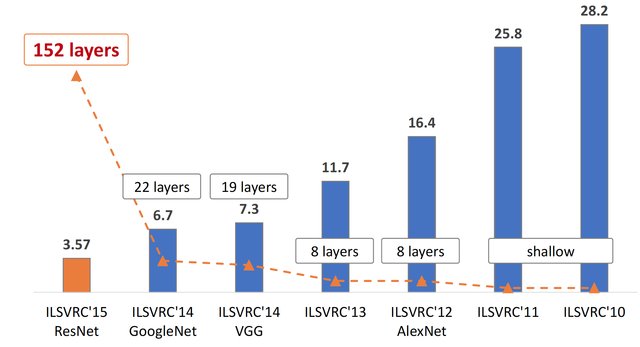 152 layers
3.57
22 layers
6.7
19 layers
7.3
11.7
8 layers
16.4
8 layers
25.8
28.2
shallow
ILSVRC'15
ResNet
ILSVRC'14
GoogleNet
ILSVRC'14
VGG
ILSVRC'13
ILSVRC'12
AlexNet
ILSVRC'11
ILSVRC'10